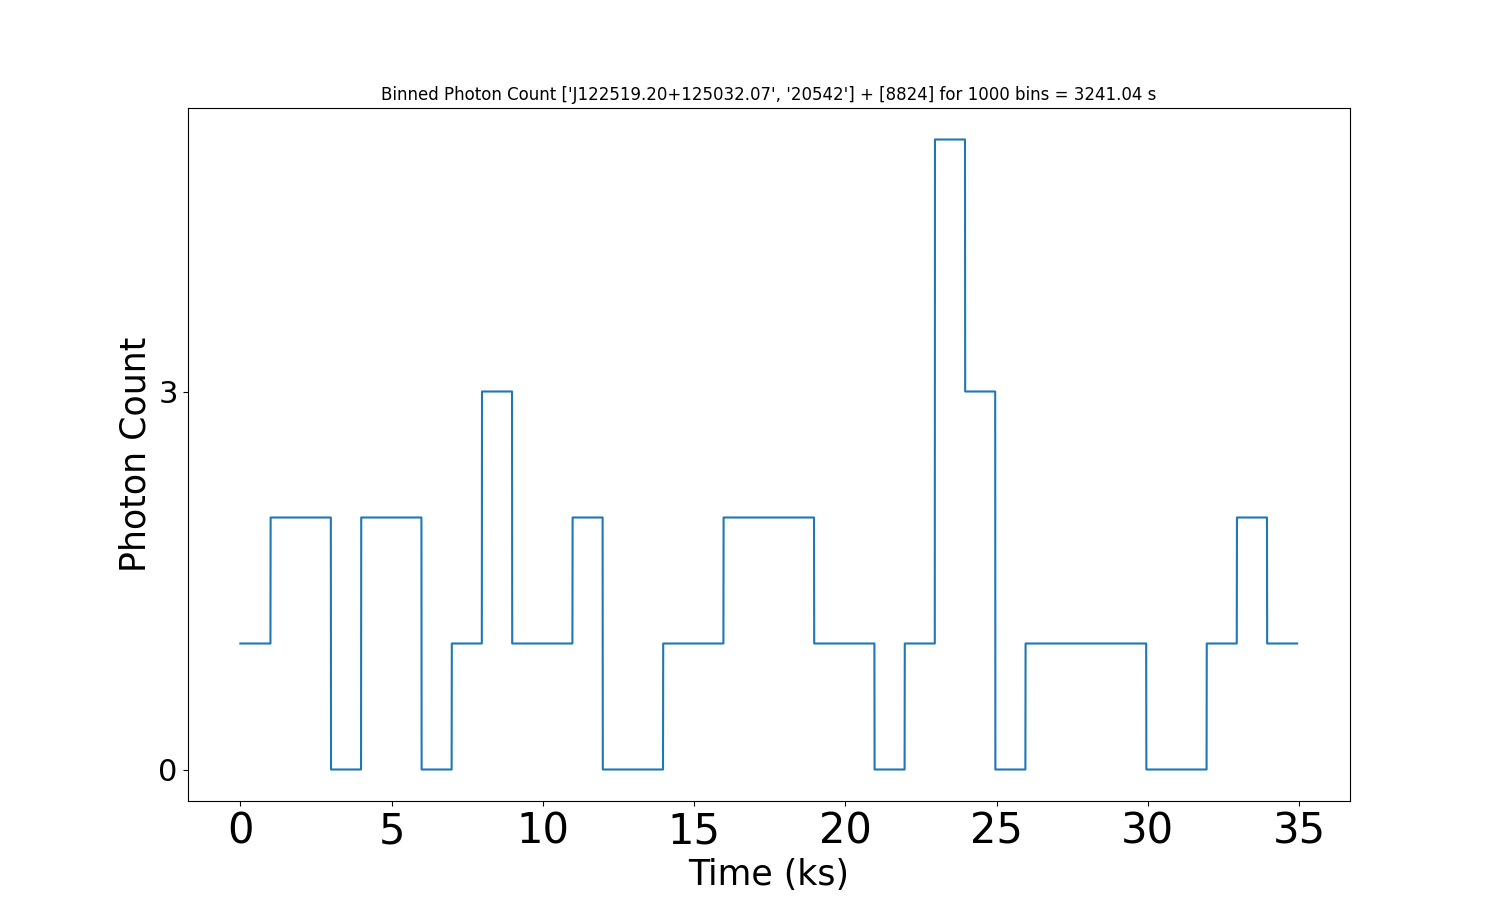 Binned Photon Count ['J122519.20+125032.07', '20542'] + [8824] for 1000 bins = 3241.04 s
Photon Count
3
0
0 5 10 15 20 25 30 35
Time (ks)